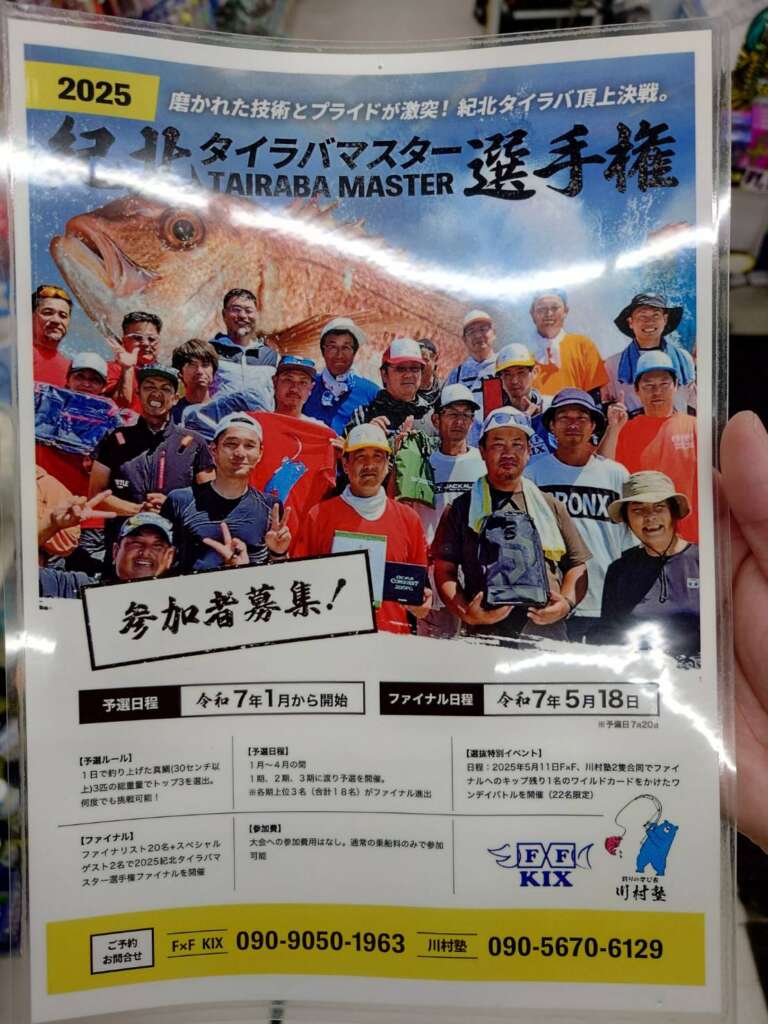 2025
磨かれた技術とプライドが激突！紀北タイラバ頂上決戦。
紀北タイラバマスター選手権
TAIRABA MASTER
JACKALL
BRONX
KIX
参加者募集！
予選日程 令和7年1月から開始
ファイナル日程 令和7年5月18日
※予備日7月20日
【予選ルール】
1日で釣り上げた真鯛(30センチ以
上)3匹の総重量でトップ3を選出。
何度でも挑戦可能！
【予選日程】
1月〜4月の間
1期、2期、3期に渡り予選を開催。
※各期上位3名（合計18名）がファイナル進出
【選抜特別イベント】
日程：2025年5月11日F×F、川村塾2隻合同でファイ
ナルへのキップ残り1名のワイルドカードをかけたワ
ンデイバトルを開催（22名限定）
【ファイナル】
ファイナリスト20名+スペシャル
ゲスト2名で2025紀北タイラバマ
スター選手権ファイナルを開催
【参加費】
大会への参加費用はなし。通常の乗船料のみで参加
可能
F×F
KIX
釣りの学び舎
川村塾
ご予約
お問合せ
F×F KIX 090-9050-1963
川村塾 090-5670-6129